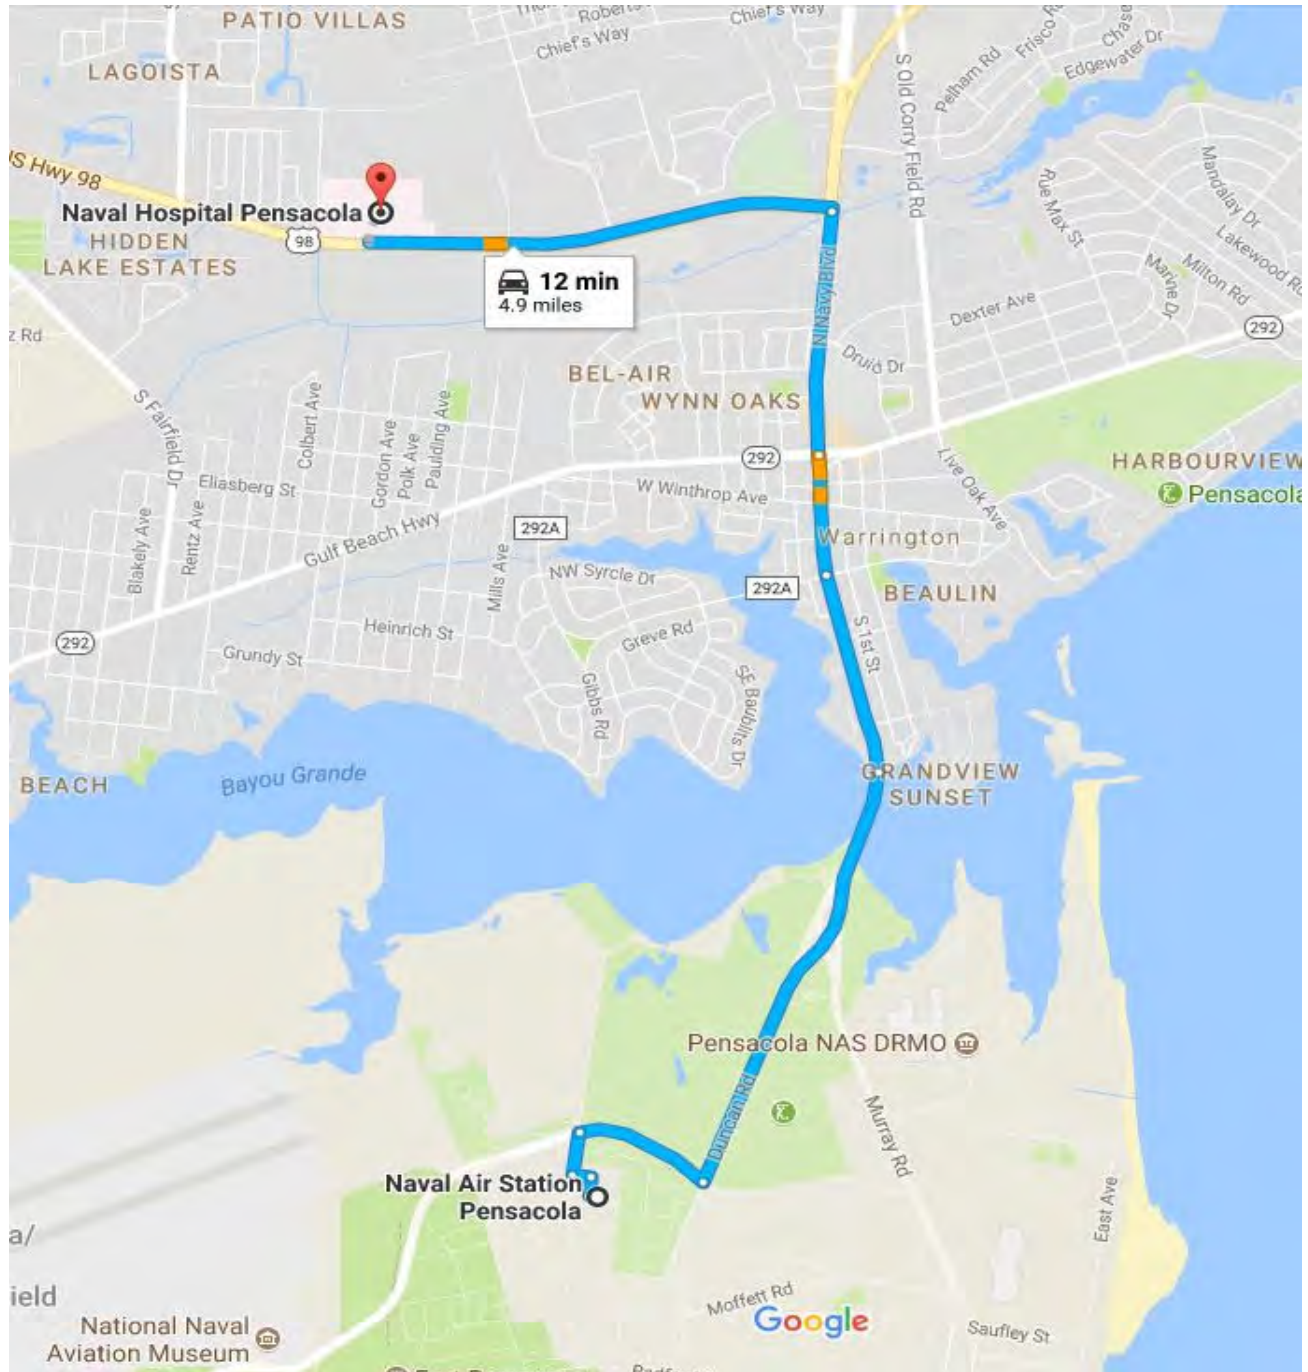 PATIO VILLAS
Chief's Way
Chief's Way
LAGOISTA
S Old Corry Field Rd
Pelham Rd
Frisco Rd
Chase
Edgewater Dr
US Hwy 98
Naval Hospital Pensacola
98
HIDDEN
LAKE ESTATES
12 min
4.9 miles
N Navy Blvd
Rue Max St
Mandalay Dr
Lakewood Rd
Milton Rd
Marvie Dr
Dexter Ave
292
Druid Dr
z Rd
BEL-AIR
WYNN OAKS
S Fairfield Dr
Colbert Ave
Gordon Ave
Polk Ave
Paulding Ave
292
HARBOURVIEW
Pensacola
Live Oak Ave
Eliasberg St
W Winthrop Ave
Gulf Beach Hwy
292A
Warrington
Blakely Ave
Rentz Ave
Mills Ave
NW Syrcle Dr
292A
BEAULIN
Heinrich St
Greve Rd
S 1st St
292
Grundy St
Gibbs Rd
SE Baublits Dr
BEACH
Bayou Grande
GRANDVIEW
SUNSET
Pensacola NAS DRMO
Duncan Rd
Murray Rd
Naval Air Station
Pensacola
East Ave
a/
ield
Moffett Rd
Google
Saufley St
National Naval
Aviation Museum